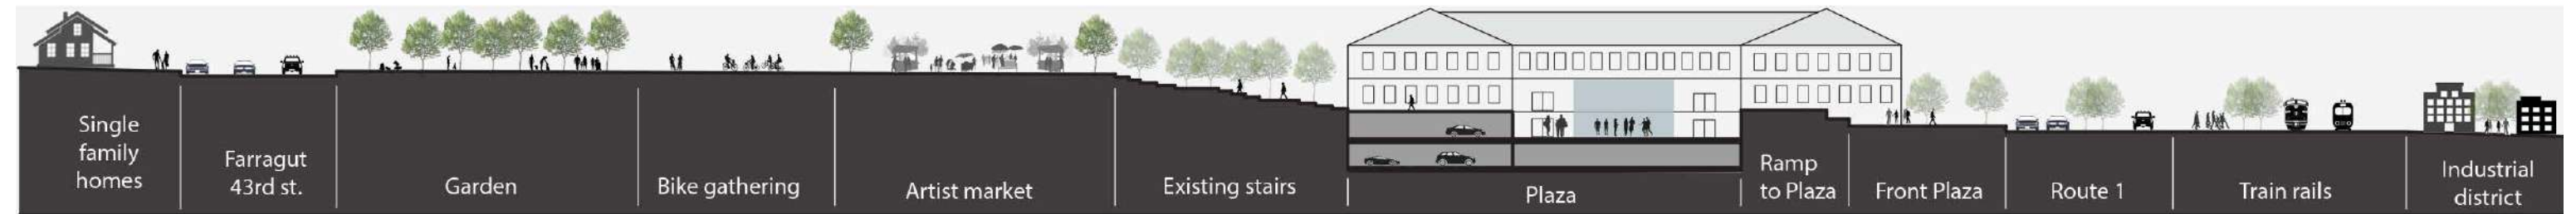 Single
family
homes
Farragut
43rd st.
Garden
Bike gathering
Artist market
Existing stairs
Plaza
Ramp
to Plaza
Front Plaza
Route 1
Train rails
Industrial
district